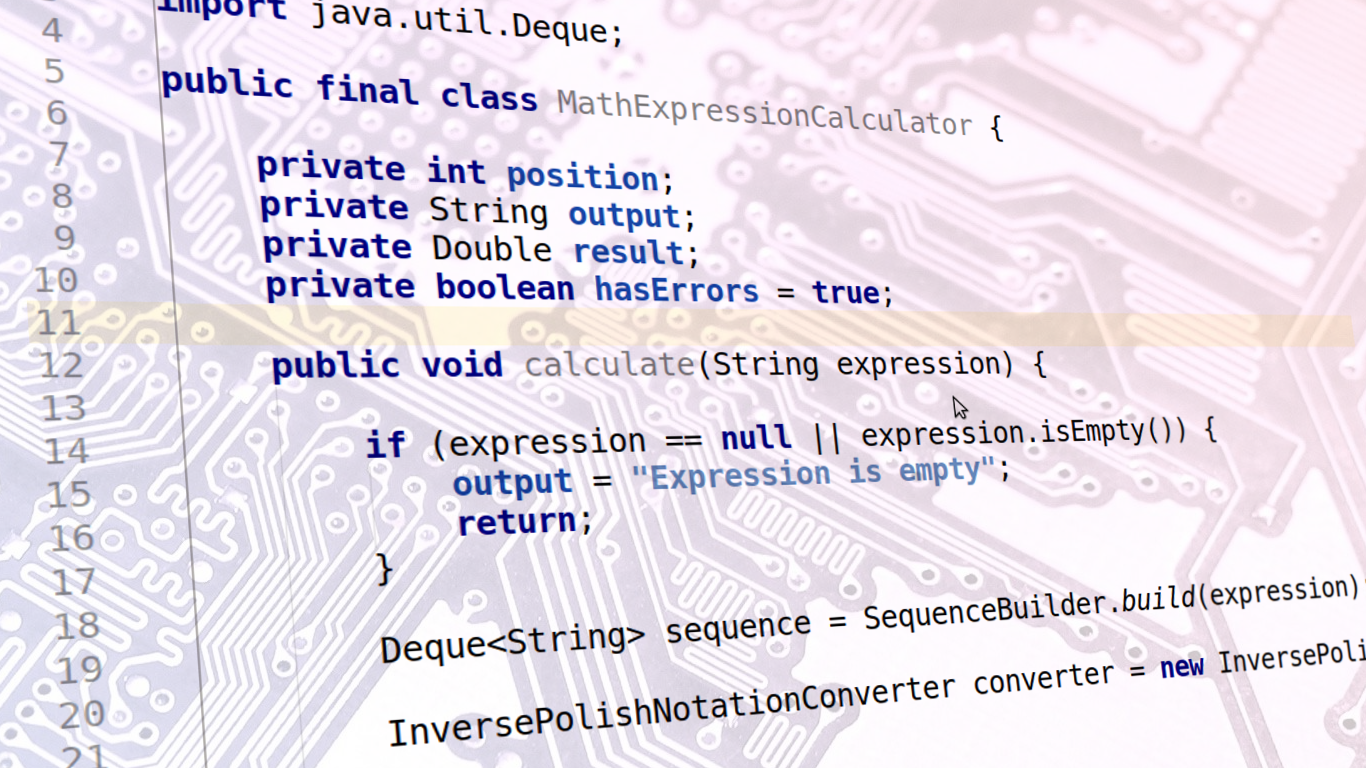 4
import java.util.Deque;
5
public final class MathExpressionCalculator {
6
7
private int position;
8
private String output;
9
private Double result;
10
private boolean hasErrors = true;
11
12
public void calculate(String expression) {
13
14
if (expression == null || expression.isEmpty()) {
15
output = "Expression is empty";
16
return;
17
}
18
19
Deque<String> sequence = SequenceBuilder.build(expression)
20
21
InversePolishNotationConverter converter = new